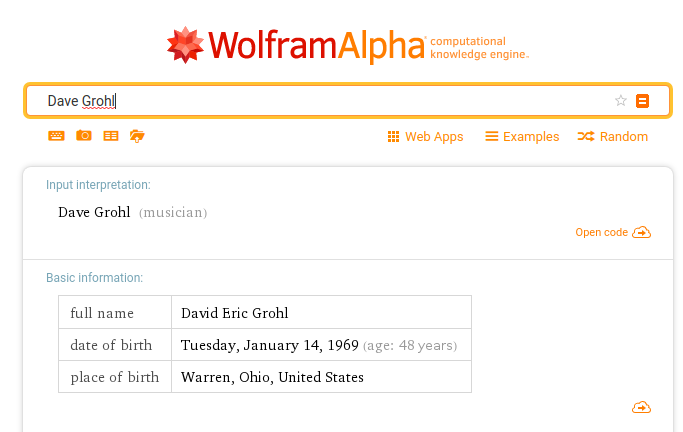 WolframAlpha computational
knowledge engine.
Dave Grohl
Web Apps Examples Random
Input interpretation:
Dave Grohl (musician)
Open code
Basic information:
full name David Eric Grohl
date of birth Tuesday, January 14, 1969 (age: 48 years)
place of birth Warren, Ohio, United States